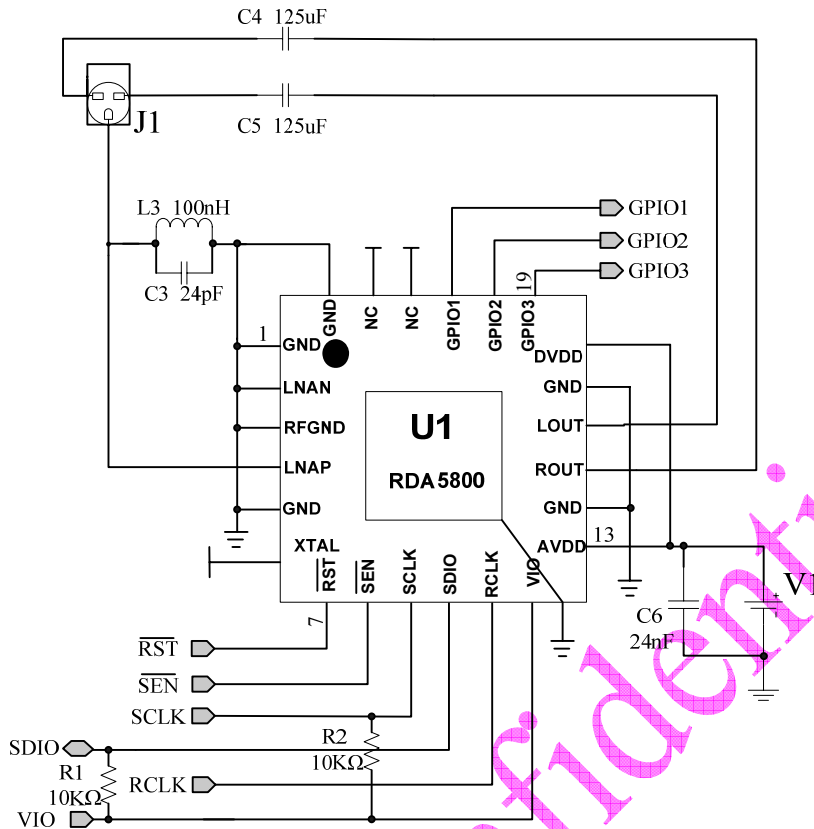 C4 125uF
C5 125uF
J1
L3 100nH
C3 24pF
GPIO1
GPIO2
GPIO3
19
GND
NC
NC
GPIO1
GPIO2
GPIO3
1
GND
LNAN
RFGND
LNAP
GND
XTAL
DVDD
GND
LOUT
ROUT
GND
AVDD
13
U1
RDA5800
RST
SEN
SCLK
SDIO
RCLK
VIO
7
V1
C6
24nF
RST
SEN
SCLK
SDIO
R1
10KΩ
R2
10KΩ
RCLK
VIO
fidenti